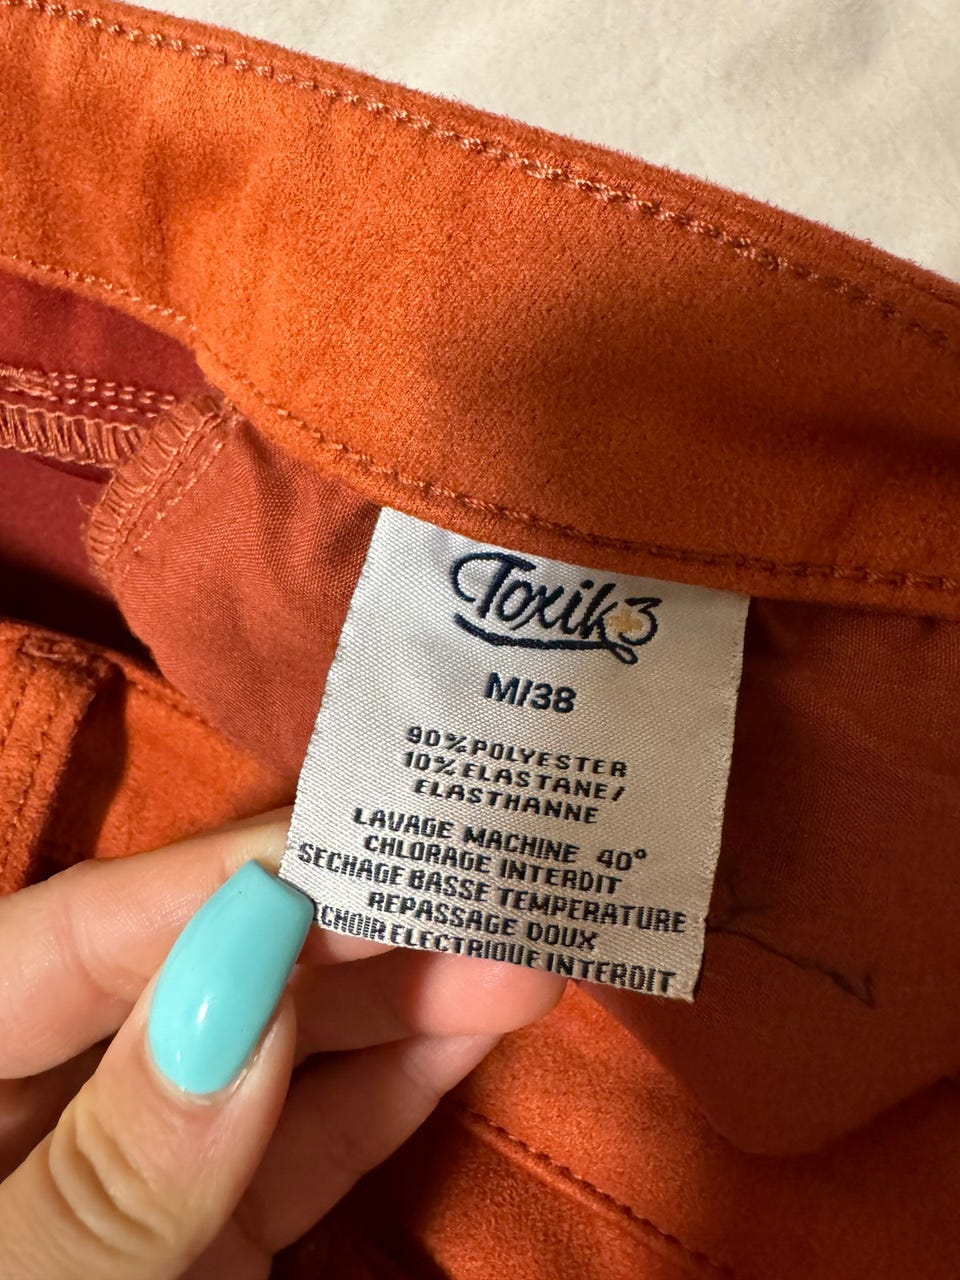 Toxik3
M/38
90%POLYESTER
10%ELASTANE/
ELASTHANNE
LAVAGE MACHINE 40°
CHLORAGE INTERDIT
SECHAGE BASSE TEMPERATURE
REPASSAGE DOUX
ELECTRIQUE INTERDIT